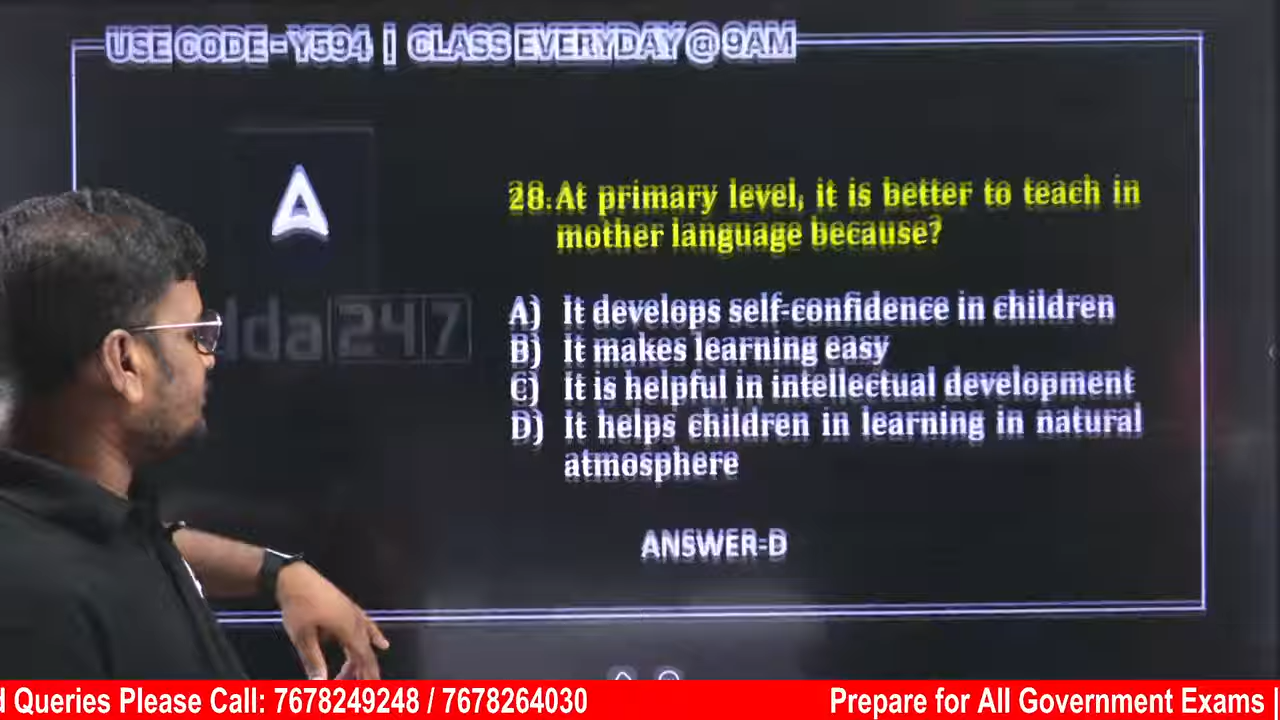 USE CODE - Y594 | CLASS EVERYDAY @ 9AM
28. At primary level, it is better to teach in
mother language because?
A) It develops self-confidence in children
B) It makes learning easy
C) It is helpful in intellectual development
D) It helps children in learning in natural
atmosphere
ANSWER-D
dda 247
Queries Please Call: 7678249248 / 7678264030
Prepare for All Government Exams |